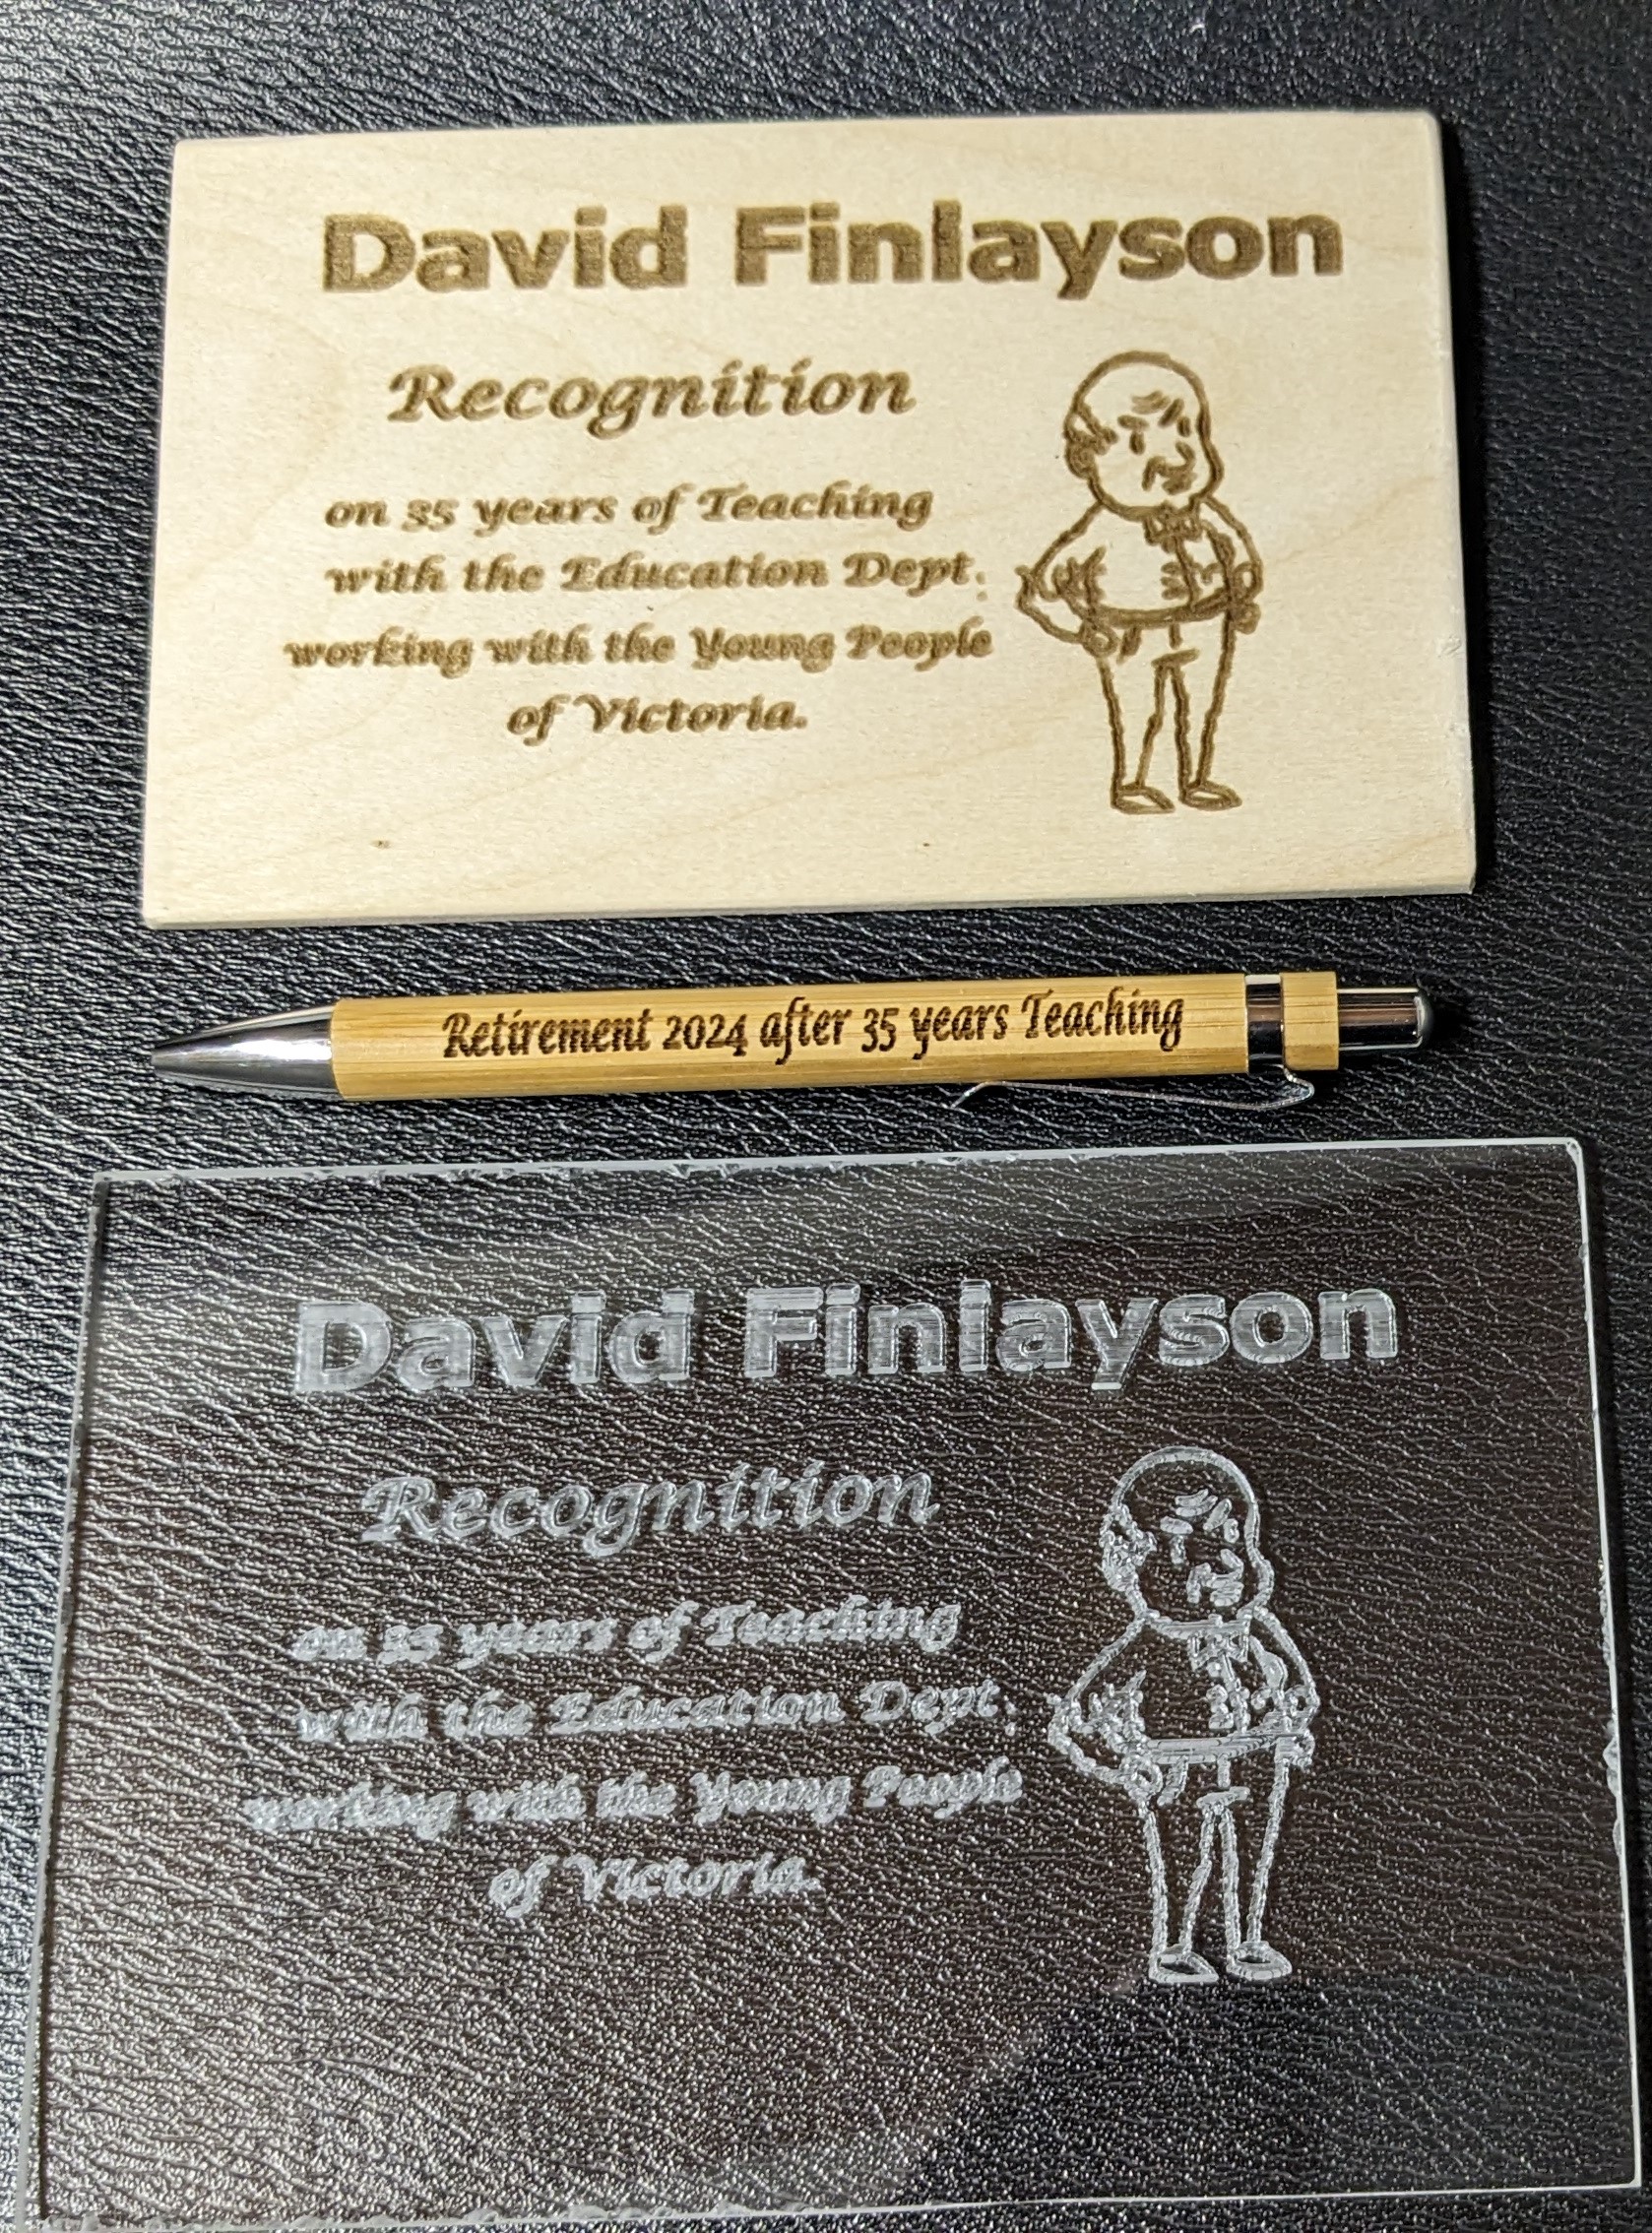 David Finlayson
Recognition
on 35 years of Teaching
with the Education Dept.
working with the Young People
of Victoria.
Retirement 2024 after 35 years Teaching
David Finlayson
Recognition
on 35 years of Teaching
with the Education Dept.
working with the Young People
of Victoria.